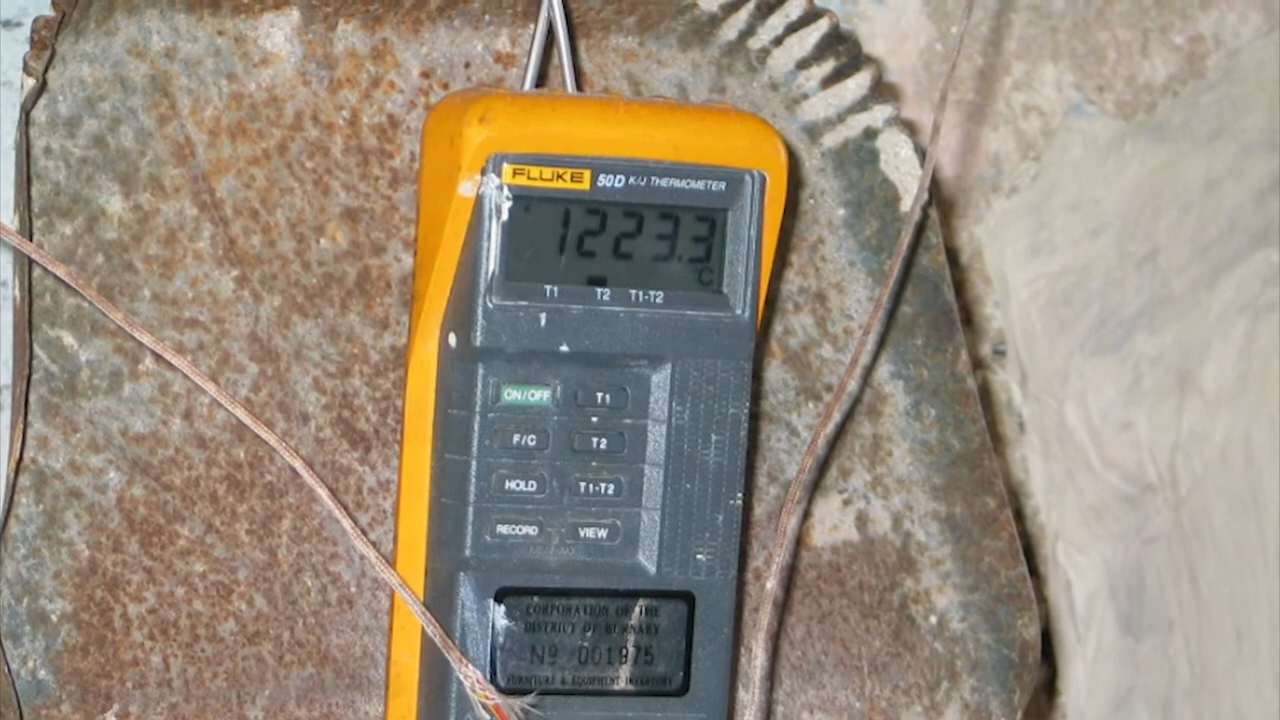 FLUKE 50D K/J THERMOMETER
1223.3
°C
T1 T2 T1-T2
ON/OFF T1
F/C T2
HOLD T1-T2
RECORD VIEW
CORPORATION OF THE
DISTRICT OF BURNABY
Nº 001975
FURNITURE & EQUIPMENT INVENTORY